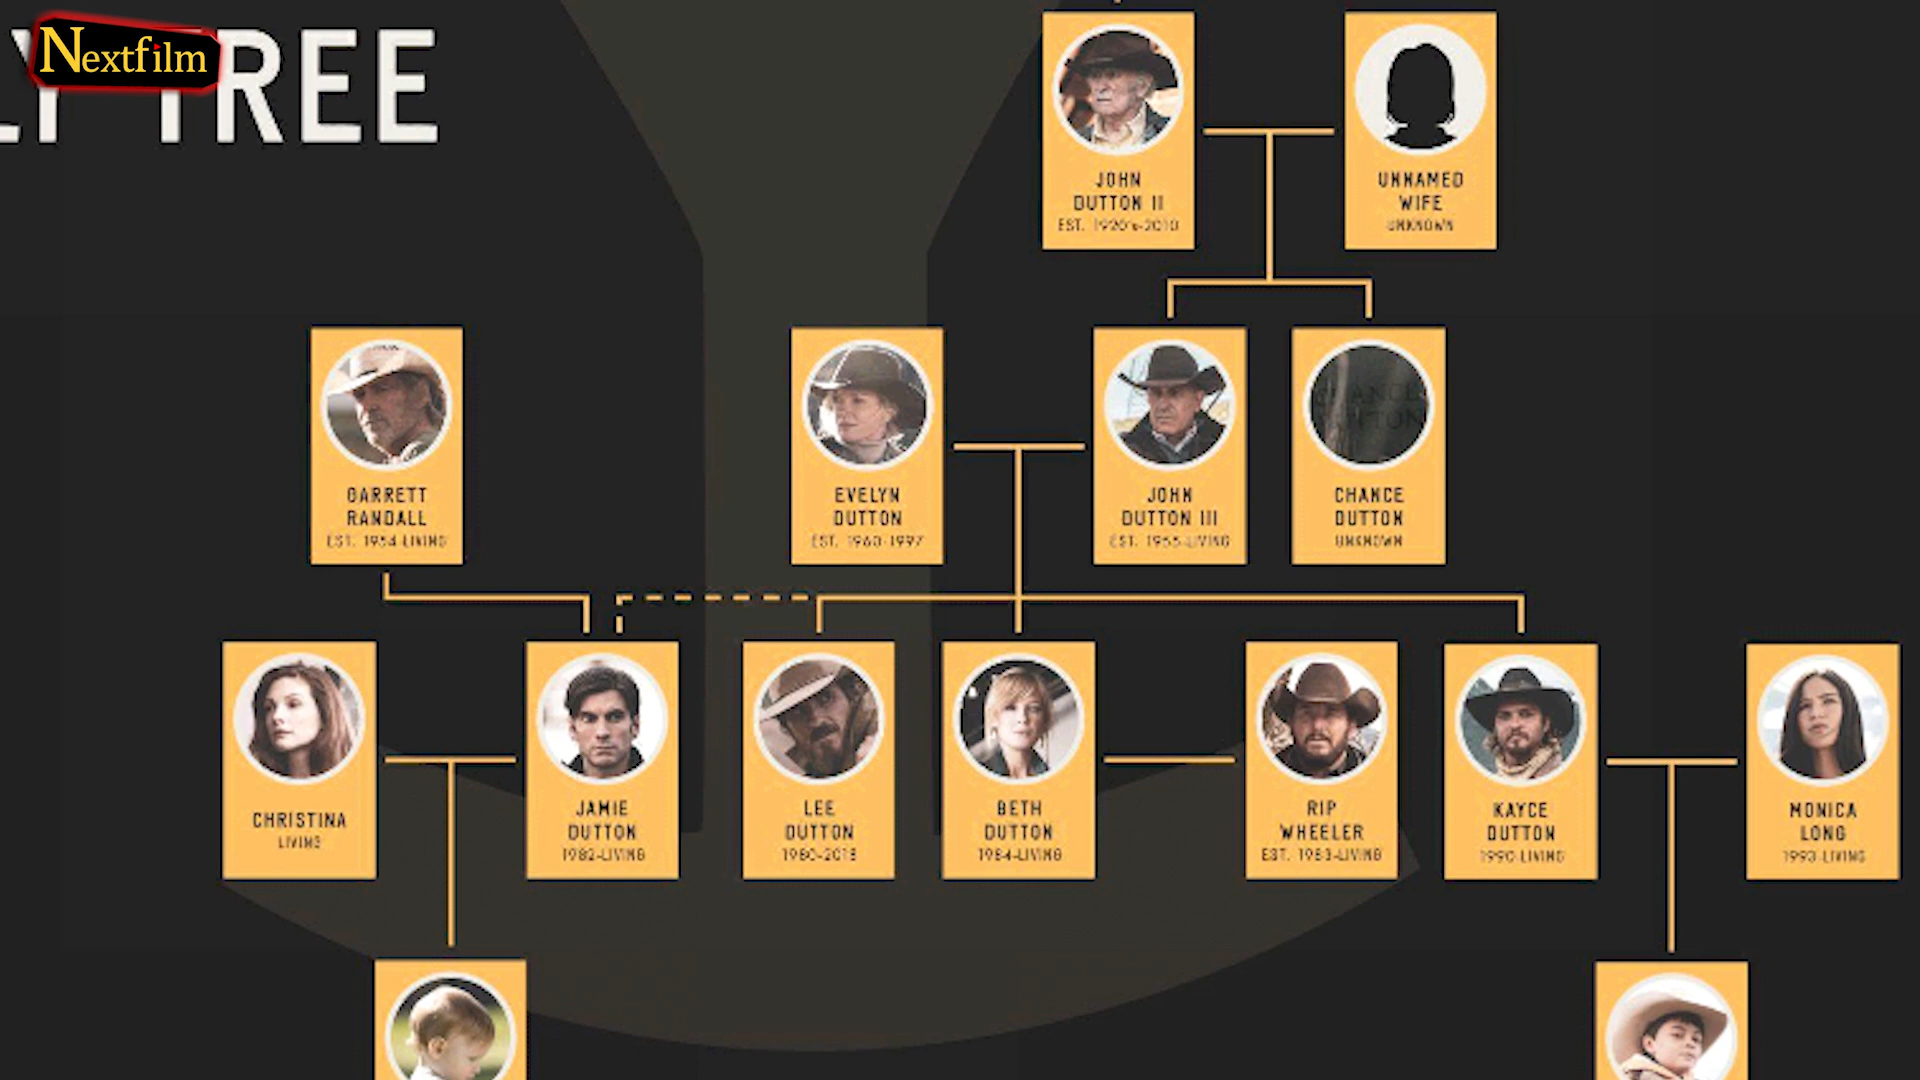 Nextfilm
LY TREE
JOHN
DUTTON II
EST. 1920's-2010
UNNAMED
WIFE
UNKNOWN
GARRETT
RANDALL
EST. 1954-LIVING
EVELYN
DUTTON
EST. 1960-1997
JOHN
DUTTON III
EST. 1955-LIVING
CHANCE
DUTTON
CHANCE
DUTTON
UNKNOWN
CHRISTINA
LIVING
JAMIE
DUTTON
1982-LIVING
LEE
DUTTON
1980-2018
BETH
DUTTON
1984-LIVING
RIP
WHEELER
EST. 1983-LIVING
KAYCE
DUTTON
1990-LIVING
MONICA
LONG
1993-LIVING